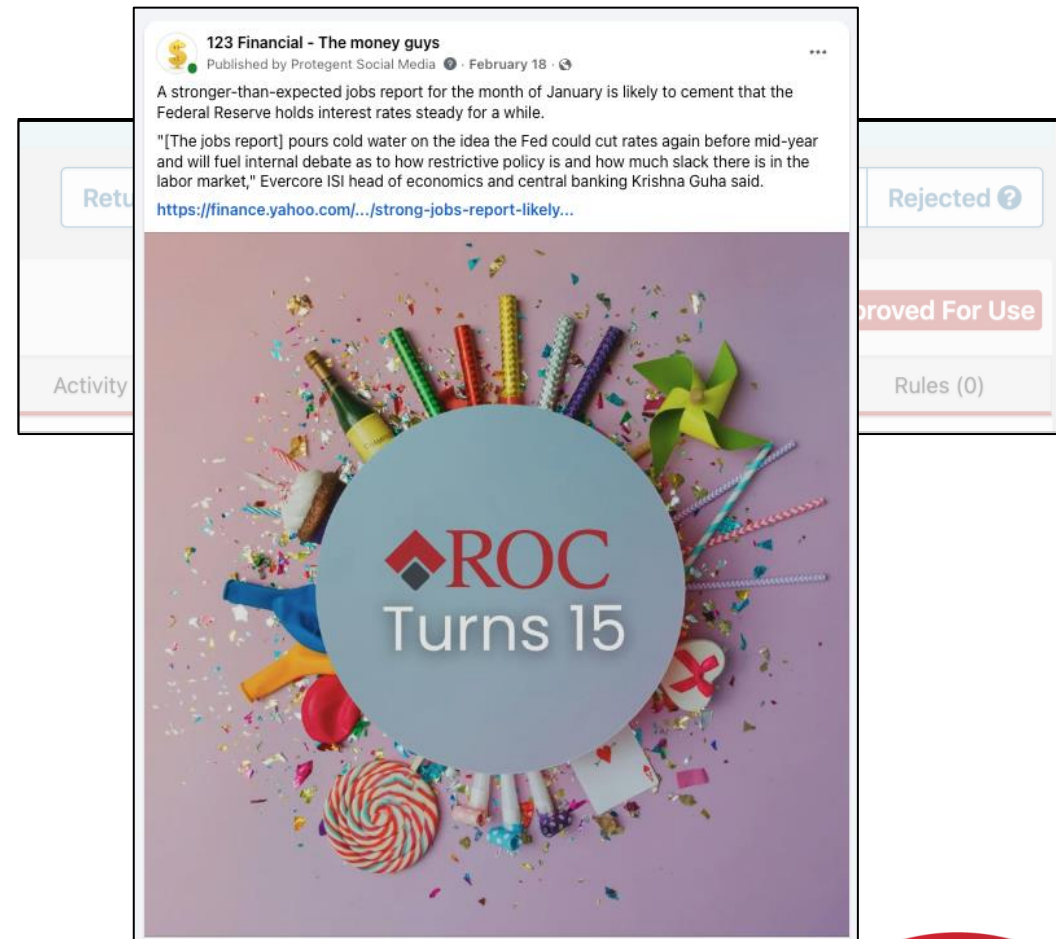 123 Financial - The money guys
Published by Protegent Social Media · February 18 ·
A stronger-than-expected jobs report for the month of January is likely to cement that the
Federal Reserve holds interest rates steady for a while.
"[The jobs report] pours cold water on the idea the Fed could cut rates again before mid-year
and will fuel internal debate as to how restrictive policy is and how much slack there is in the
labor market," Evercore ISI head of economics and central banking Krishna Guha said.
https://finance.yahoo.com/.../strong-jobs-report-likely...
Retu
Rejected
proved For Use
Activity
Rules (0)
ROC
Turns 15